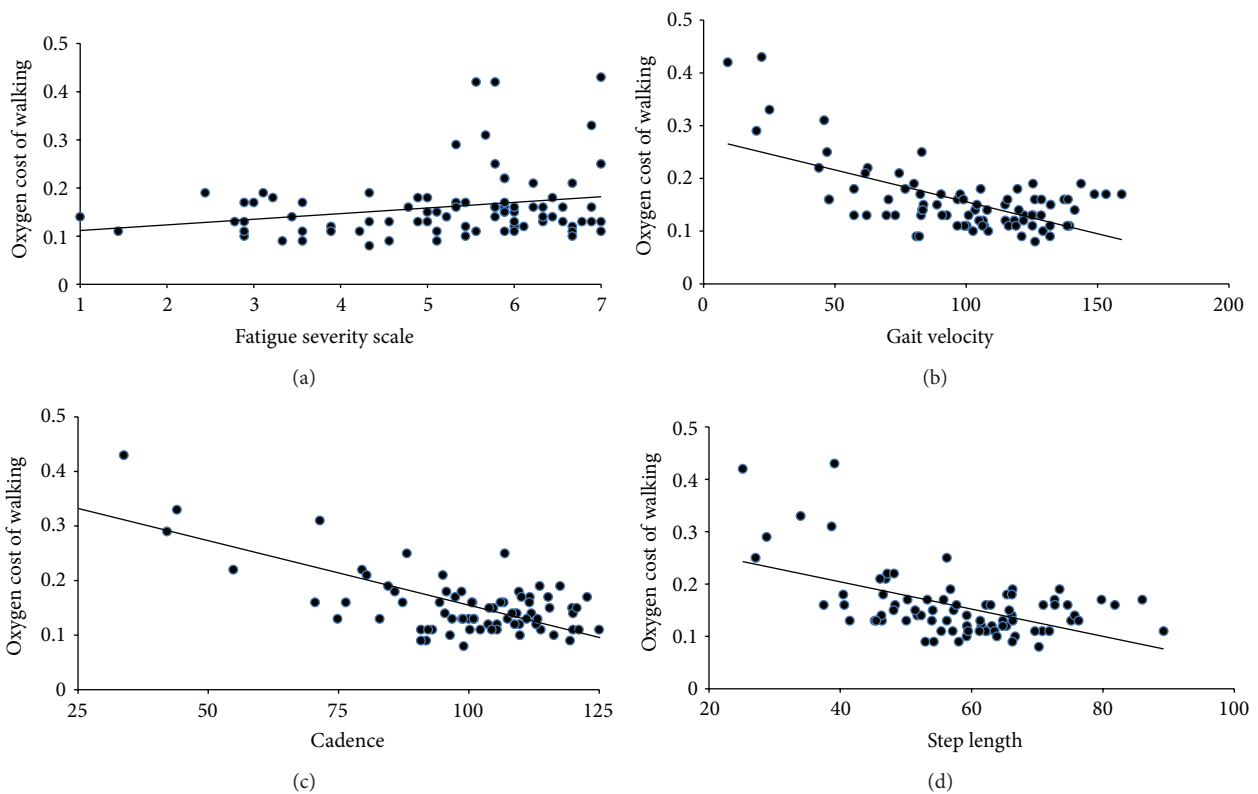 0.5
0.4
0.3
0.2
0.1
0
Oxygen cost of walking
1 2 3 4 5 6 7
Fatigue severity scale
(a)
0.5
0.4
0.3
0.2
0.1
0
Oxygen cost of walking
0 50 100 150 200
Gait velocity
(b)
0.5
0.4
0.3
0.2
0.1
0
Oxygen cost of walking
25 50 75 100 125
Cadence
(c)
0.5
0.4
0.3
0.2
0.1
0
Oxygen cost of walking
20 40 60 80 100
Step length
(d)